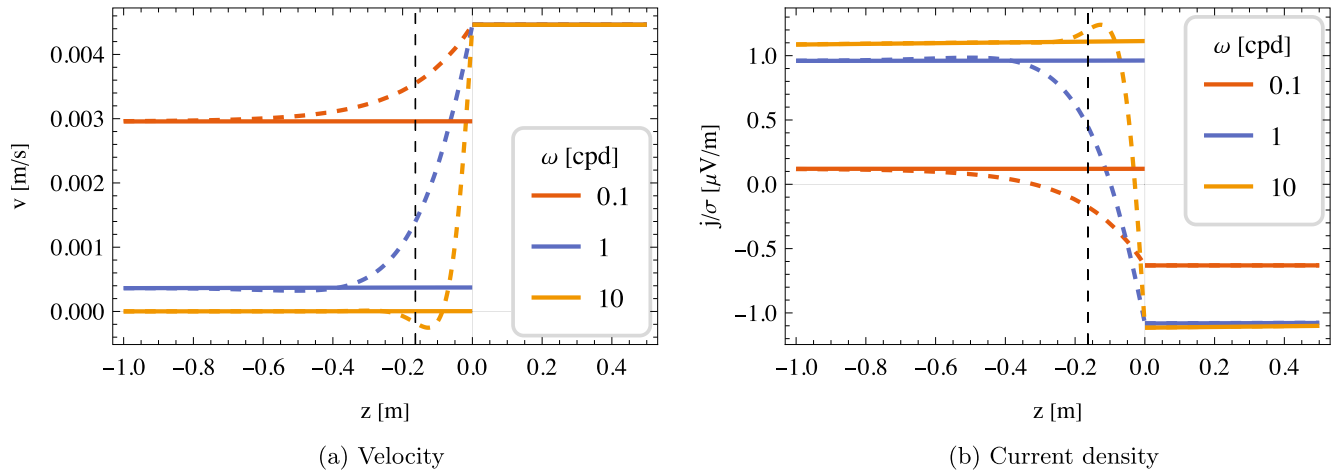 0.004
0.003
0.002
0.001
0.000
v [m/s]
ω [cpd]
0.1
1
10
−1.0 −0.8 −0.6 −0.4 −0.2 0.0 0.2 0.4
z [m]
(a) Velocity
1.0
0.5
0.0
−0.5
−1.0
j/σ [μV/m]
ω [cpd]
0.1
1
10
−1.0 −0.8 −0.6 −0.4 −0.2 0.0 0.2 0.4
z [m]
(b) Current density